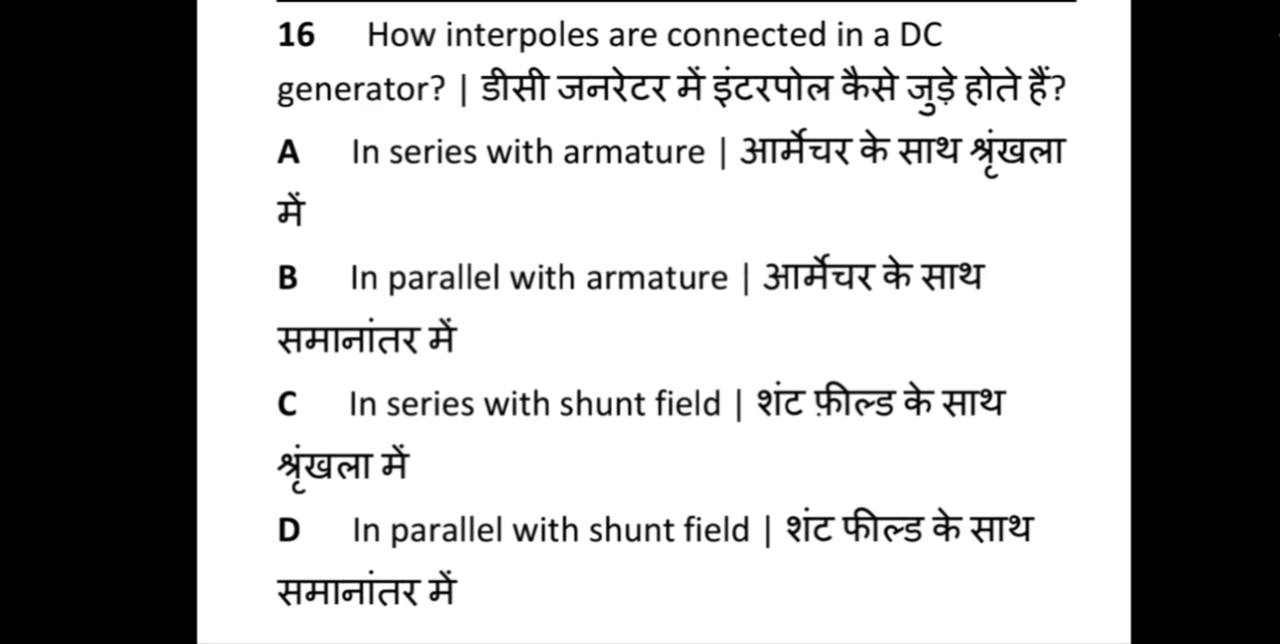 16 How interpoles are connected in a DC
generator? | डीसी जनरेटर में इंटरपोल कैसे जुड़े होते हैं?
A In series with armature | आर्मेचर के साथ श्रृंखला
में
B In parallel with armature | आर्मेचर के साथ
समानांतर में
C In series with shunt field | शंट फ़ील्ड के साथ
श्रृंखला में
D In parallel with shunt field | शंट फील्ड के साथ
समानांतर में